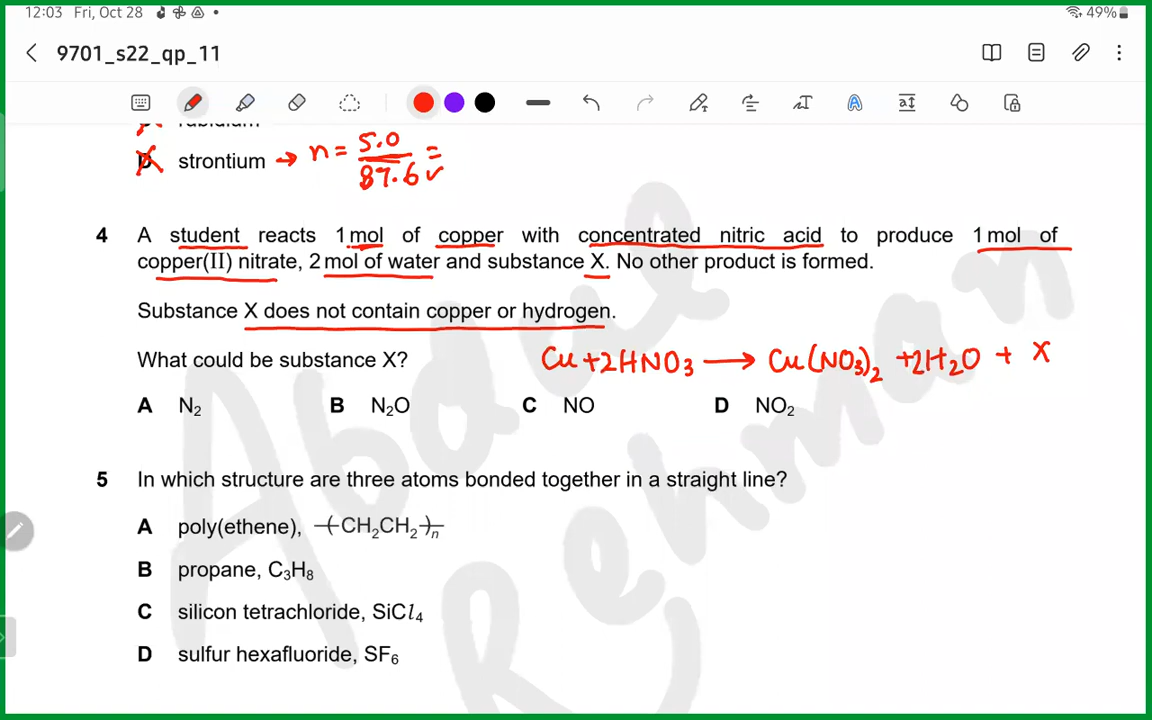 12:03 Fri, Oct 28
49%
9701_s22_qp_11
strontium → n = 5.0 / 87.6 =
4 A student reacts 1 mol of copper with concentrated nitric acid to produce 1 mol of
copper(II) nitrate, 2 mol of water and substance X. No other product is formed.
Substance X does not contain copper or hydrogen.
What could be substance X?
Cu + 2HNO₃ → Cu(NO₃)₂ + 2H₂O + X
A N₂ B N₂O C NO D NO₂
5 In which structure are three atoms bonded together in a straight line?
A poly(ethene), -(CH₂CH₂)-n
B propane, C₃H₈
C silicon tetrachloride, SiCl₄
D sulfur hexafluoride, SF₆
Abdul
Rehman